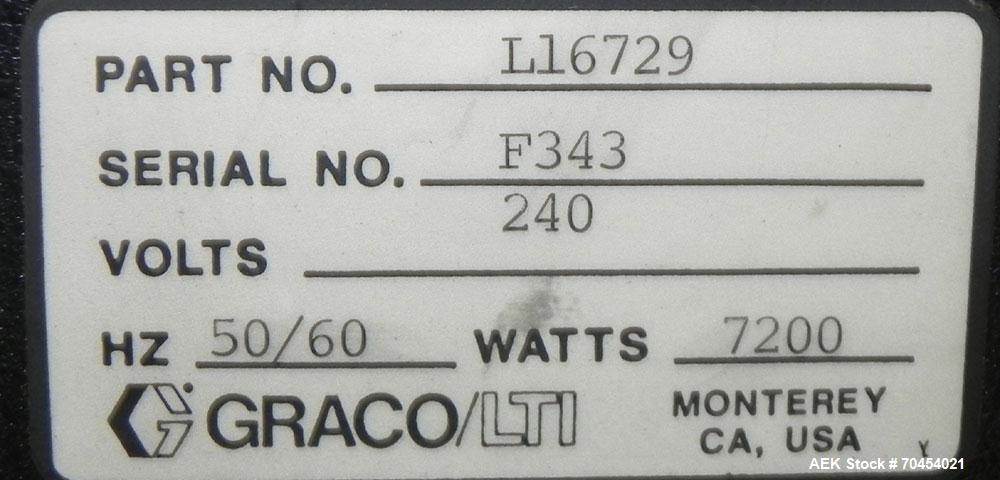 PART NO. L16729
SERIAL NO. F343
VOLTS 240
HZ 50/60 WATTS 7200
GRACO/LTI
MONTEREY
CA, USA
Y
AEK Stock # 70454021